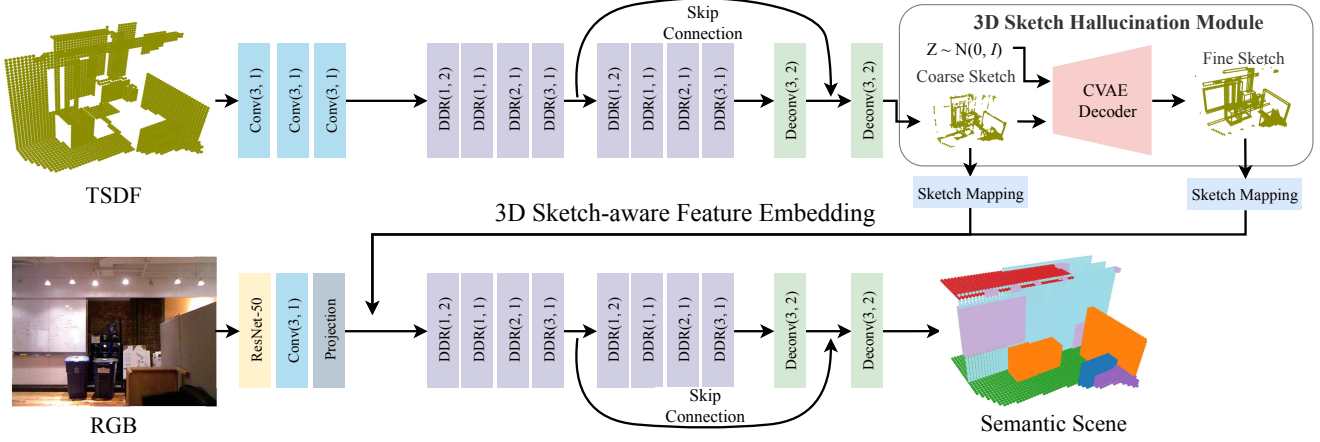 Skip
Connection
3D Sketch Hallucination Module
Z ~ N(0, I)
Coarse Sketch
Fine Sketch
CVAE
Decoder
Conv(3, 1)
Conv(3, 1)
Conv(3, 1)
DDR(1, 2)
DDR(1, 1)
DDR(2, 1)
DDR(3, 1)
DDR(1, 2)
DDR(1, 1)
DDR(2, 1)
DDR(3, 1)
Deconv(3, 2)
Deconv(3, 2)
TSDF
Sketch Mapping
Sketch Mapping
3D Sketch-aware Feature Embedding
ResNet-50
Conv(3, 1)
Projection
DDR(1, 2)
DDR(1, 1)
DDR(2, 1)
DDR(3, 1)
DDR(1, 2)
DDR(1, 1)
DDR(2, 1)
DDR(3, 1)
Deconv(3, 2)
Deconv(3, 2)
Skip
Connection
RGB
Semantic Scene